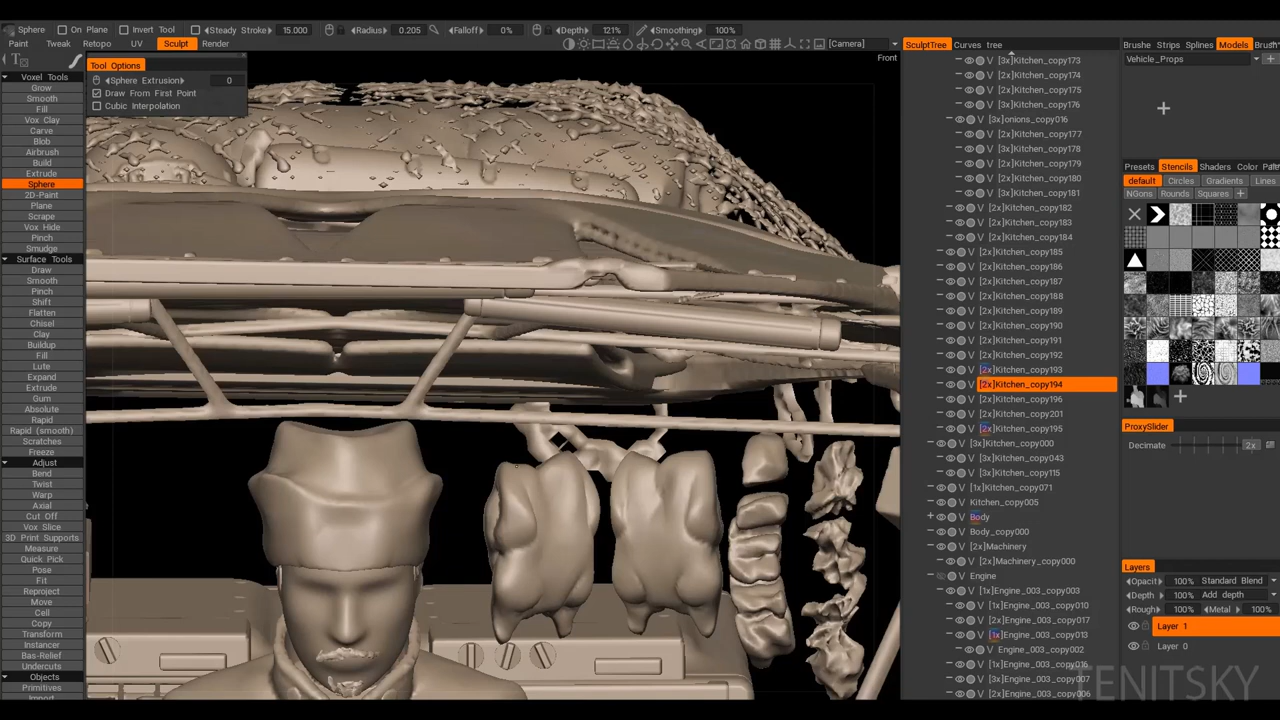 Sphere On Plane Invert Tool Steady Stroke 15.000 Radius 0.205 Falloff 0% Depth 121% Smoothing 100%
Paint Tweak Retopo UV Sculpt Render [Camera]
Front
Tool Options
Sphere Extrusion 0
Draw From First Point
Cubic Interpolation
Voxel Tools
Grow
Smooth
Fill
Vox Clay
Carve
Blob
Airbrush
Build
Extrude
Sphere
2D-Paint
Plane
Scrape
Vox Hide
Pinch
Smudge
Surface Tools
Draw
Smooth
Pinch
Shift
Flatten
Chisel
Clay
Buildup
Fill
Lute
Expand
Extrude
Gum
Absolute
Rapid
Rapid (smooth)
Scratches
Freeze
Adjust
Bend
Twist
Warp
Axial
Cut Off
Vox Slice
3D Print Supports
Measure
Quick Pick
Pose
Fit
Reproject
Move
Cell
Copy
Transform
Instancer
Bas-Relief
Undercuts
Objects
Primitives
Import
SculptTree Curves tree
[3x]Kitchen_copy173
[2x]Kitchen_copy174
[2x]Kitchen_copy175
[3x]Kitchen_copy176
[3x]onions_copy016
[2x]Kitchen_copy177
[3x]Kitchen_copy178
[2x]Kitchen_copy179
[2x]Kitchen_copy180
[3x]Kitchen_copy181
[2x]Kitchen_copy182
[2x]Kitchen_copy183
[2x]Kitchen_copy184
[2x]Kitchen_copy185
[2x]Kitchen_copy186
[2x]Kitchen_copy187
[2x]Kitchen_copy188
[2x]Kitchen_copy189
[2x]Kitchen_copy190
[2x]Kitchen_copy191
[2x]Kitchen_copy192
[2x]Kitchen_copy193
[2x]Kitchen_copy194
[2x]Kitchen_copy196
[2x]Kitchen_copy201
[2x]Kitchen_copy195
[3x]Kitchen_copy000
[3x]Kitchen_copy043
[3x]Kitchen_copy115
[1x]Kitchen_copy071
Kitchen_copy005
Body
Body_copy000
[2x]Machinery
[2x]Machinery_copy000
Engine
[1x]Engine_003_copy003
[1x]Engine_003_copy010
[2x]Engine_003_copy017
[1x]Engine_003_copy013
Engine_003_copy002
[1x]Engine_003_copy016
[3x]Engine_003_copy007
[2x]Engine_003_copy006
Brushe Strips Splines Models Brush
Vehicle_Props
Presets Stencils Shaders Color
default Circles Gradients Lines
NGons Rounds Squares
ProxySlider
Decimate 2x
Layers
Opacit 100% Standard Blend
Depth 100% Add depth
Rough 100% Metal 100%
Layer 1
Layer 0
TENITSKY